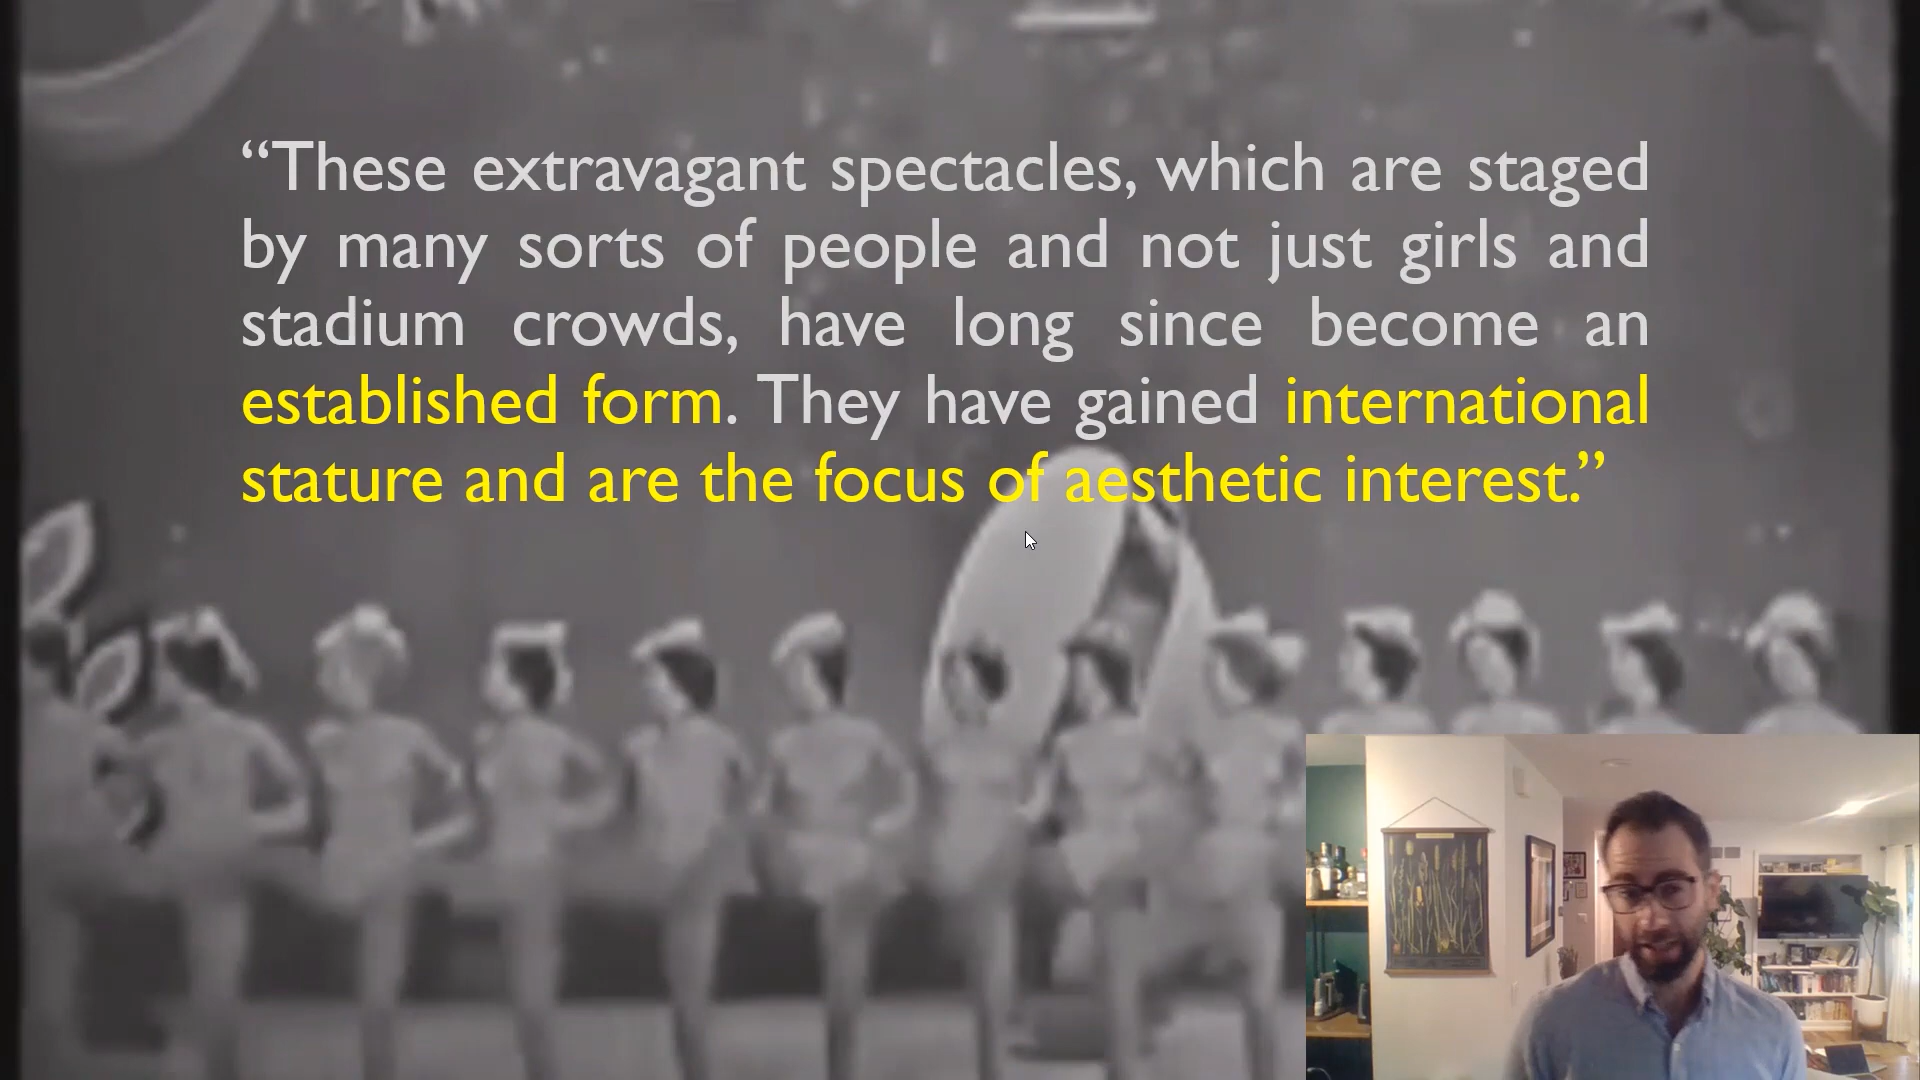 “These extravagant spectacles, which are staged
by many sorts of people and not just girls and
stadium crowds, have long since become an
established form. They have gained international
stature and are the focus of aesthetic interest.”